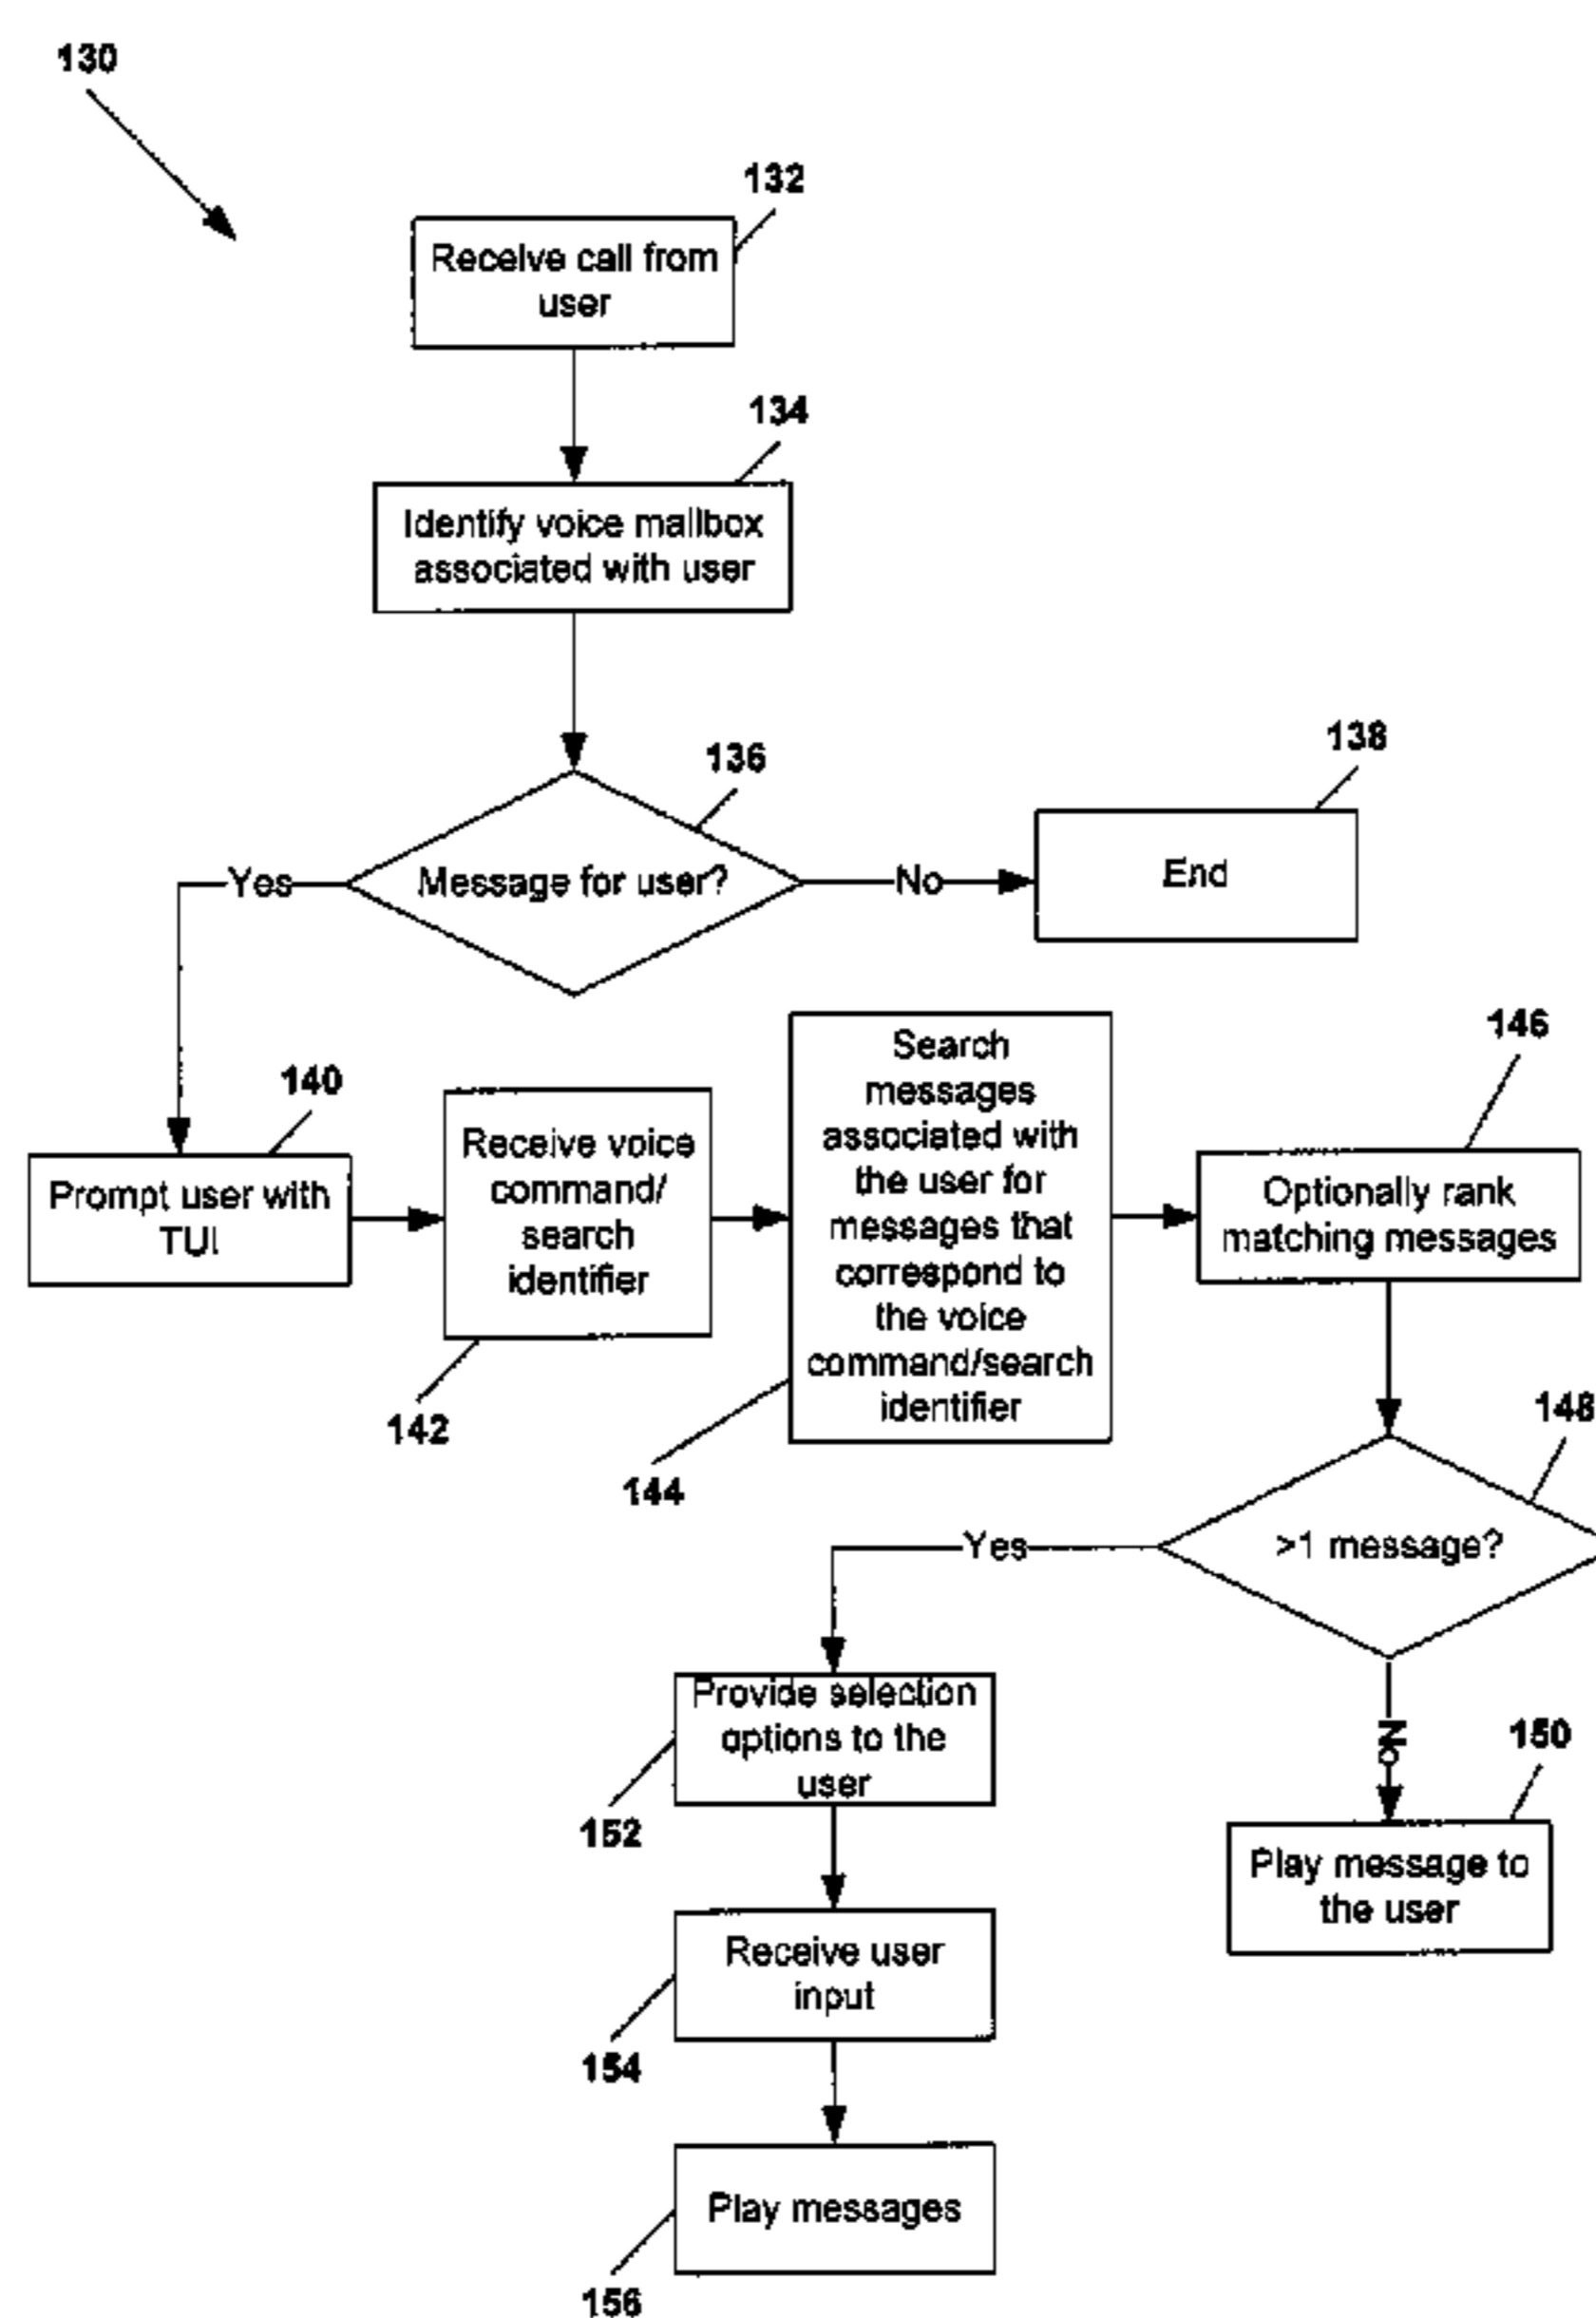 130
132
Receive call from
user
134
Identify voice mailbox
associated with user
136
Message for user?
Yes
No
138
End
140
Prompt user with
TUI
142
Receive voice
command/
search
identifier
144
Search
messages
associated with
the user for
messages that
correspond to
the voice
command/search
identifier
146
Optionally rank
matching messages
148
>1 message?
Yes
No
150
Play message to
the user
152
Provide selection
options to the
user
154
Receive user
input
156
Play messages